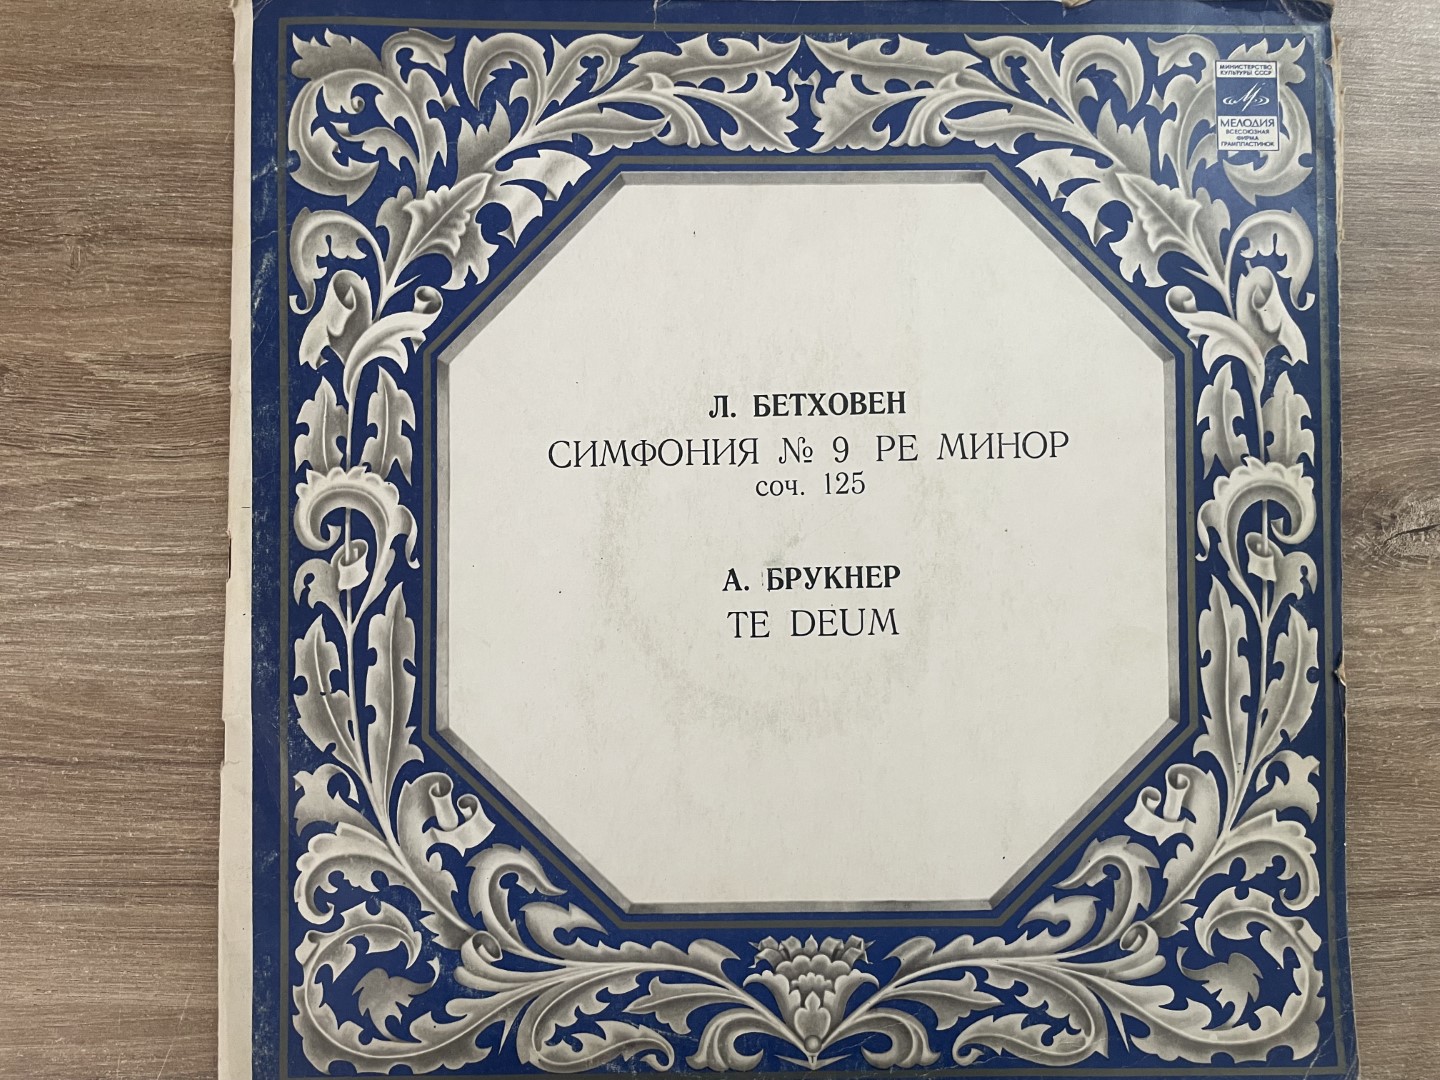 МИНИСТЕРСТВО
КУЛЬТУРЫ СССР
МЕЛОДИЯ
ВСЕСОЮЗНАЯ
ФИРМА
ГРАМПЛАСТИНОК
Л. БЕТХОВЕН
СИМФОНИЯ № 9 РЕ МИНОР
соч. 125
А. БРУКНЕР
TE DEUM